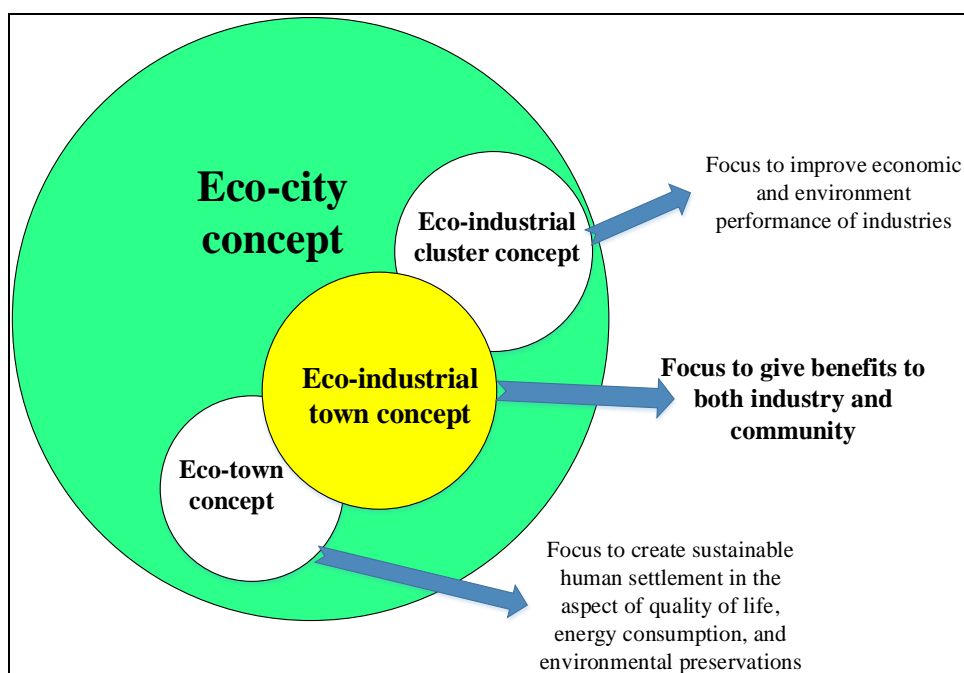 Eco-city
concept
Eco-industrial
cluster concept
Focus to improve economic
and environment
performance of industries
Eco-industrial
town concept
Focus to give benefits to
both industry and
community
Eco-town
concept
Focus to create sustainable
human settlement in the
aspect of quality of life,
energy consumption, and
environmental preservations